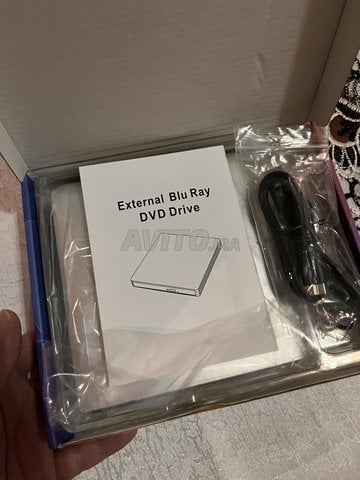 External Blu Ray
DVD Drive
AVITO.MA